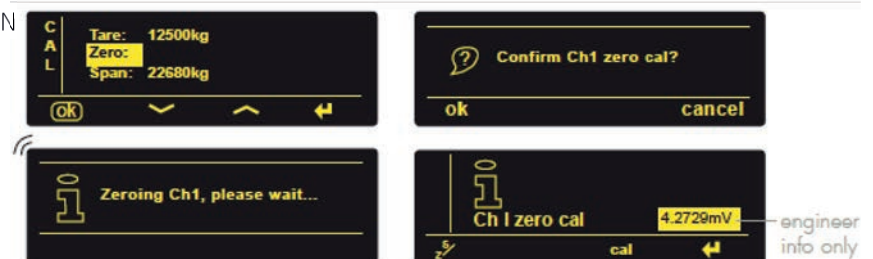 N
CAL
Tare: 12500kg
Zero:
Span: 22680kg
ok
Confirm Ch1 zero cal?
ok cancel
Zeroing Ch1, please wait...
Ch I zero cal 4.2729mV
cal
engineer
info only